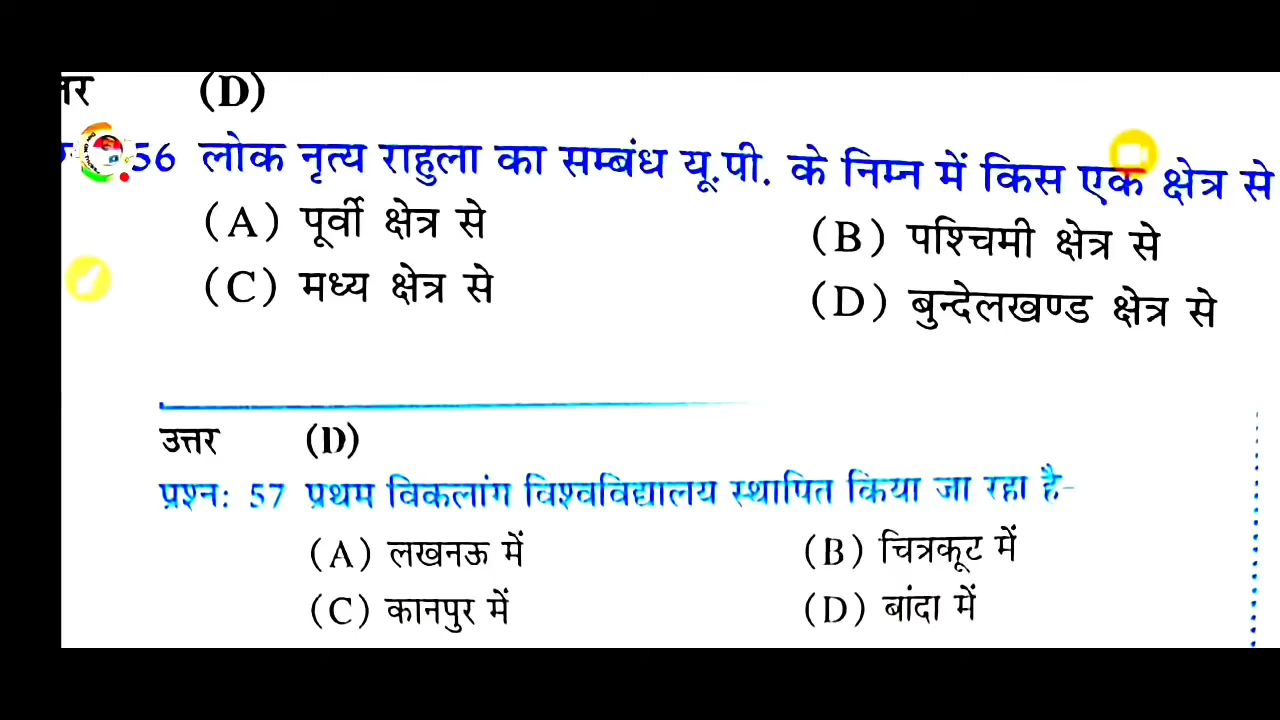 (D)
56 लोक नृत्य राहुला का सम्बंध यू.पी. के निम्न में किस एक क्षेत्र से
(A) पूर्वी क्षेत्र से (B) पश्चिमी क्षेत्र से
(C) मध्य क्षेत्र से (D) बुन्देलखण्ड क्षेत्र से
उत्तर (D)
प्रश्न: 57 प्रथम विकलांग विश्वविद्यालय स्थापित किया जा रहा है-
(A) लखनऊ में (B) चित्रकूट में
(C) कानपुर में (D) बांदा में